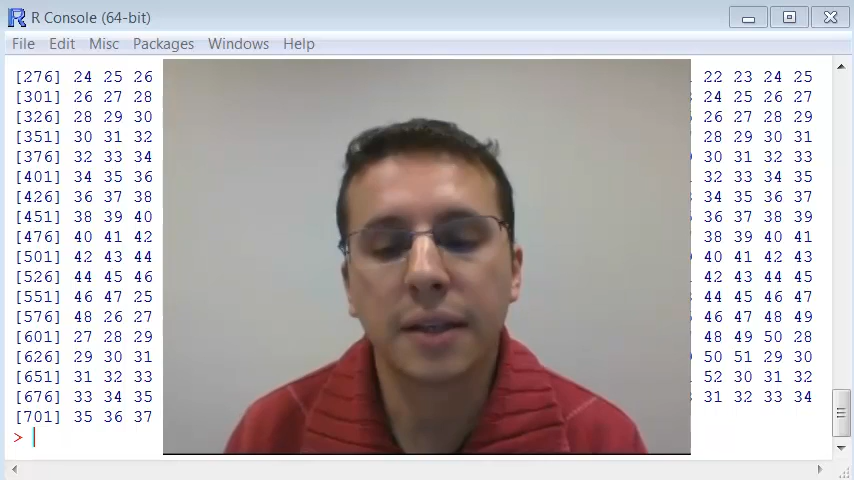 R Console (64-bit)
File Edit Misc Packages Windows Help
[276] 24 25 26 22 23 24 25
[301] 26 27 28 24 25 26 27
[326] 28 29 30 26 27 28 29
[351] 30 31 32 28 29 30 31
[376] 32 33 34 30 31 32 33
[401] 34 35 36 32 33 34 35
[426] 36 37 38 34 35 36 37
[451] 38 39 40 36 37 38 39
[476] 40 41 42 38 39 40 41
[501] 42 43 44 40 41 42 43
[526] 44 45 46 42 43 44 45
[551] 46 47 25 44 45 46 47
[576] 48 26 27 46 47 48 49
[601] 27 28 29 48 49 50 28
[626] 29 30 31 50 51 29 30
[651] 31 32 33 52 30 31 32
[676] 33 34 35 31 32 33 34
[701] 35 36 37
>